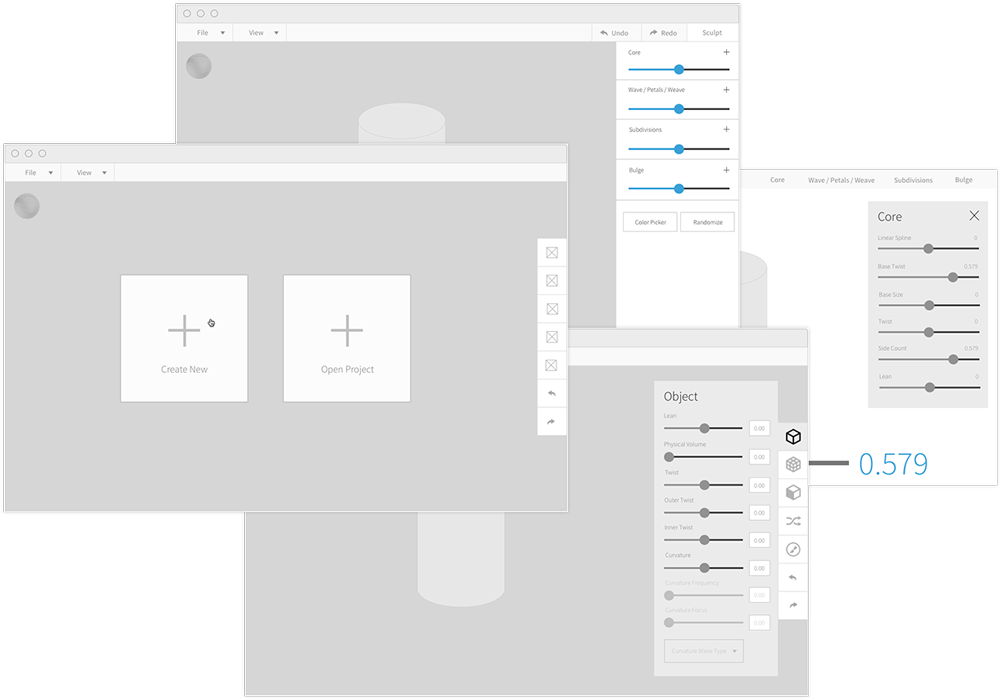 File
View
Undo
Redo
Sculpt
Core
Wave / Petals / Weave
Subdivisions
Bulge
Color Picker
Randomize
File
View
Create New
Open Project
Core
Wave / Petals / Weave
Subdivisions
Bulge
Core
Linear Spline 0
Base Twist 0.579
Base Size 0
Twist 0
Side Count 0.579
Lean 0
0.579
Object
Lean
0.00
Physical Volume
0.00
Twist
0.00
Outer Twist
0.00
Inner Twist
0.00
Curvature
0.00
Curvature Frequency
0.00
Curvature Focus
0.00
Curvature Wave Type